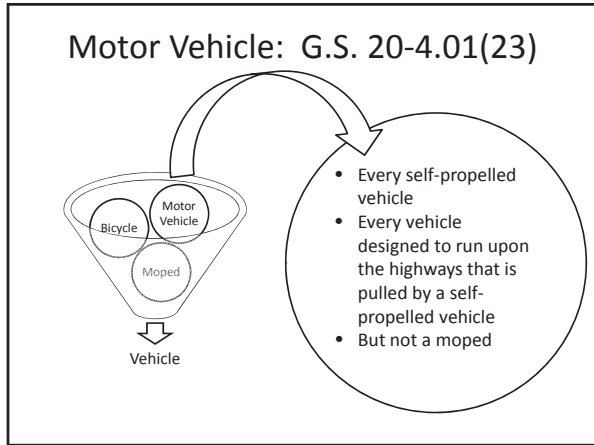 Motor Vehicle:  G.S. 20-4.01(23)
Motor
Vehicle
Bicycle
Moped
Vehicle
• Every self-propelled
vehicle
• Every vehicle
designed to run upon
the highways that is
pulled by a self-
propelled vehicle
• But not a moped